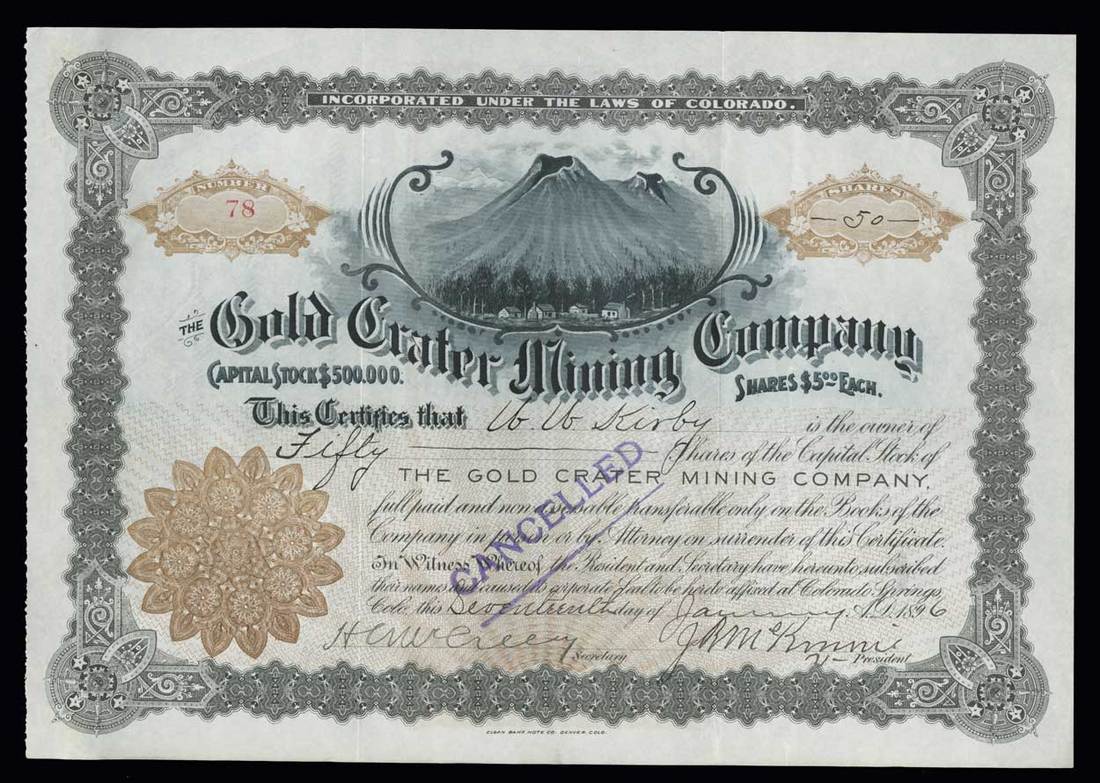 INCORPORATED UNDER THE LAWS OF COLORADO.
NUMBER
78
SHARES
50
THE Gold Crater Mining Company
CAPITAL STOCK $500.000.
SHARES $5.00 EACH.
This Certifies that W. W. Kirby is the owner of
Fifty Shares of the Capital Stock of
THE GOLD CRATER MINING COMPANY,
full paid and non assessable transferable only on the Books of the
Company in person or by Attorney on surrender of this Certificate.
In Witness Whereof the President and Secretary have hereunto subscribed
their names and caused its corporate Seal to be hereto affixed at Colorado Springs,
Colo. this Seventeenth day of January A.D. 1896
Secretary
J. R. McKinnie
V- President
CANCELLED
BANK NOTE CO. DENVER, COLO.